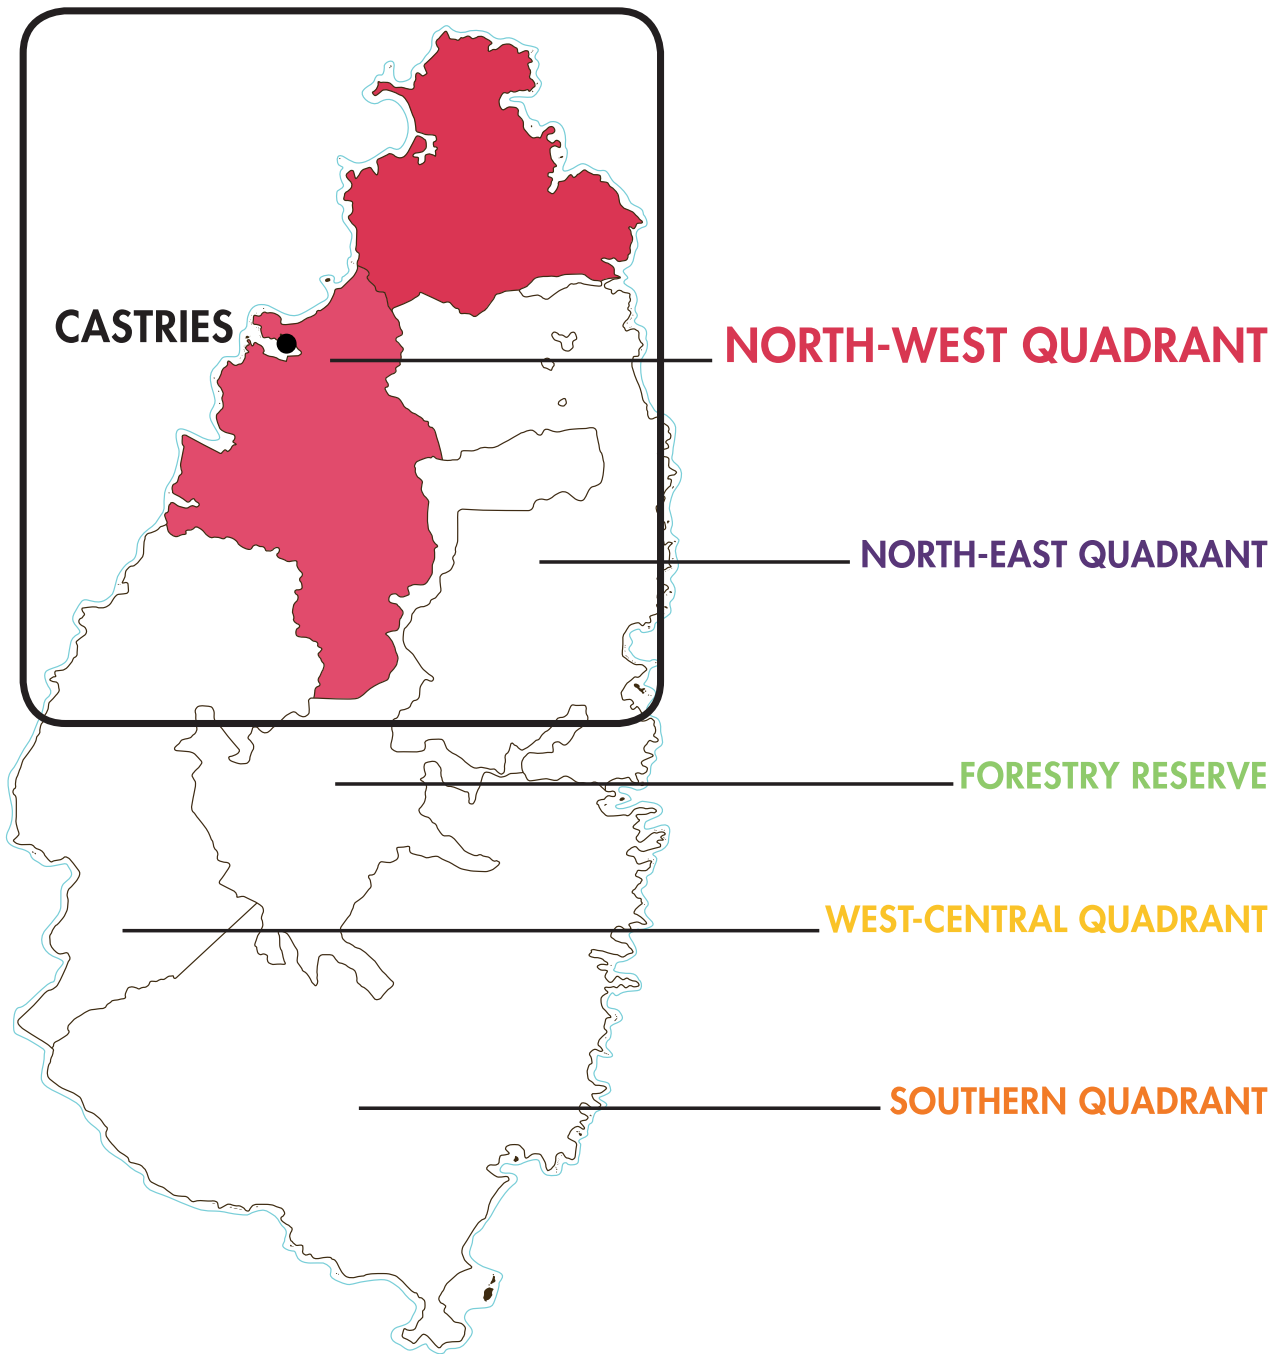 CASTRIES
NORTH-WEST QUADRANT
NORTH-EAST QUADRANT
FORESTRY RESERVE
WEST-CENTRAL QUADRANT
SOUTHERN QUADRANT